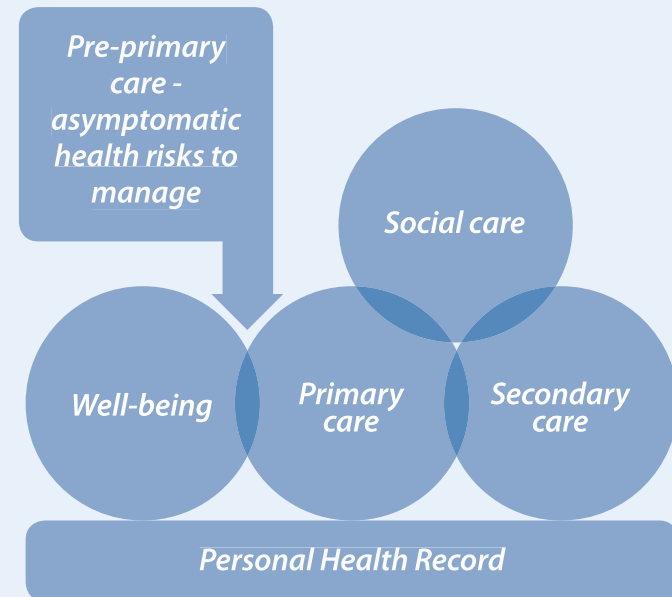 Pre-primary
care -
asymptomatic
health risks to
manage
Social care
Well-being
Primary
care
Secondary
care
Personal Health Record